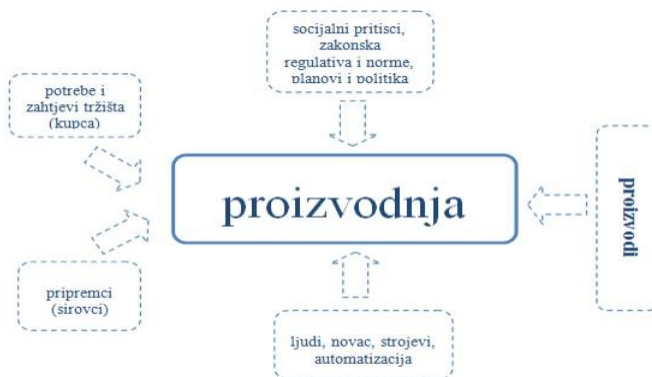 socijalni pritisci,
zakonska
regulativa i norme,
planovi i politika
potrebe i
zahtjevi tržišta
(kupca)
proizvodnja
proizvodi
pripremci
(sirovci)
ljudi, novac, strojevi,
automatizacija